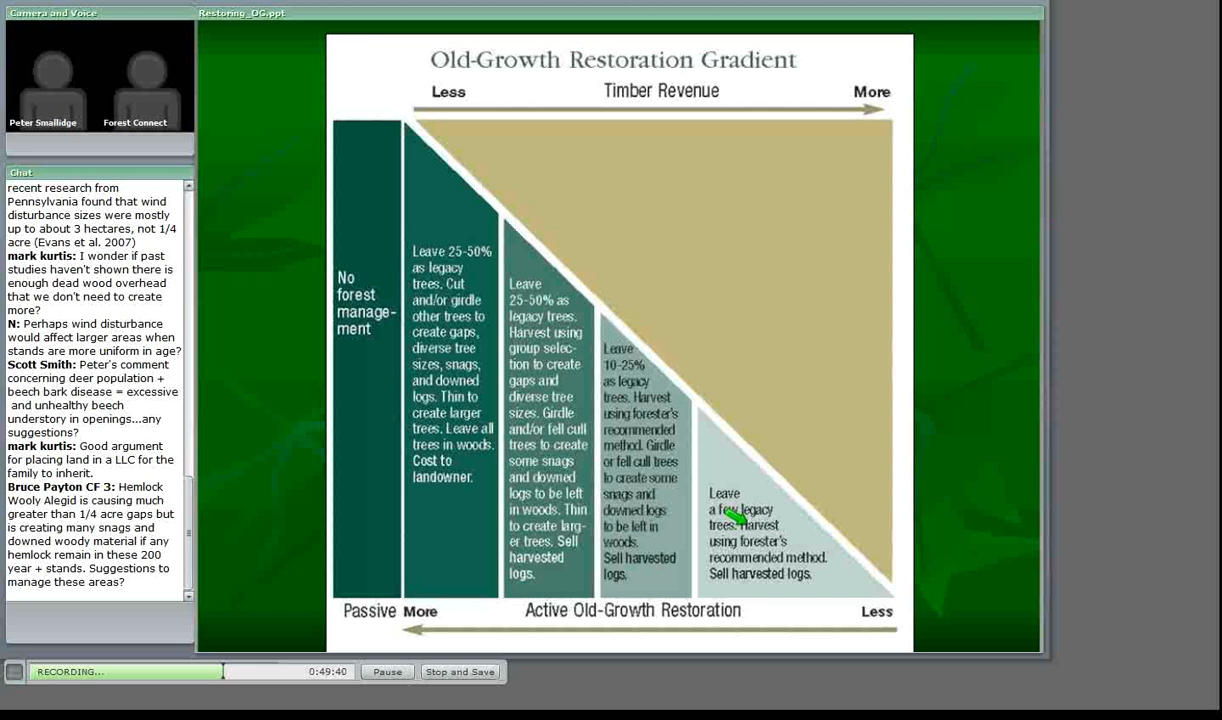 Camera and Voice
Restoring_OG.ppt
Peter Smallidge
Forest Connect
Chat
recent research from
Pennsylvania found that wind
disturbance sizes were mostly
up to about 3 hectares, not 1/4
acre (Evans et al. 2007)
mark kurtis: I wonder if past
studies haven't shown there is
enough dead wood overhead
that we don't need to create
more?
N: Perhaps wind disturbance
would affect larger areas when
stands are more uniform in age?
Scott Smith: Peter's comment
concerning deer population +
beech bark disease = excessive
and unhealthy beech
understory in openings...any
suggestions?
mark kurtis: Good argument
for placing land in a LLC for the
family to inherit.
Bruce Payton CF 3: Hemlock
Wooly Alegid is causing much
greater than 1/4 acre gaps but
is creating many snags and
downed woody material if any
hemlock remain in these 200
year + stands. Suggestions to
manage these areas?
Old-Growth Restoration Gradient
Less Timber Revenue More
No
forest
manage-
ment
Leave 25-50%
as legacy
trees. Cut
and/or girdle
other trees to
create gaps,
diverse tree
sizes, snags,
and downed
logs. Thin to
create larger
trees. Leave all
trees in woods.
Cost to
landowner.
Leave
25-50% as
legacy trees.
Harvest using
group selec-
tion to create
gaps and
diverse tree
sizes. Girdle
and/or fell cull
trees to create
some snags
and downed
logs to be left
in woods. Thin
to create larg-
er trees. Sell
harvested
logs.
Leave
10-25%
as legacy
trees. Harvest
using forester's
recommended
method. Girdle
or fell cull trees
to create some
snags and
downed logs
to be left in
woods.
Sell harvested
logs.
Leave
a few legacy
trees. Harvest
using forester's
recommended method.
Sell harvested logs.
Passive More Active Old-Growth Restoration Less
RECORDING...
0:49:40
Pause
Stop and Save